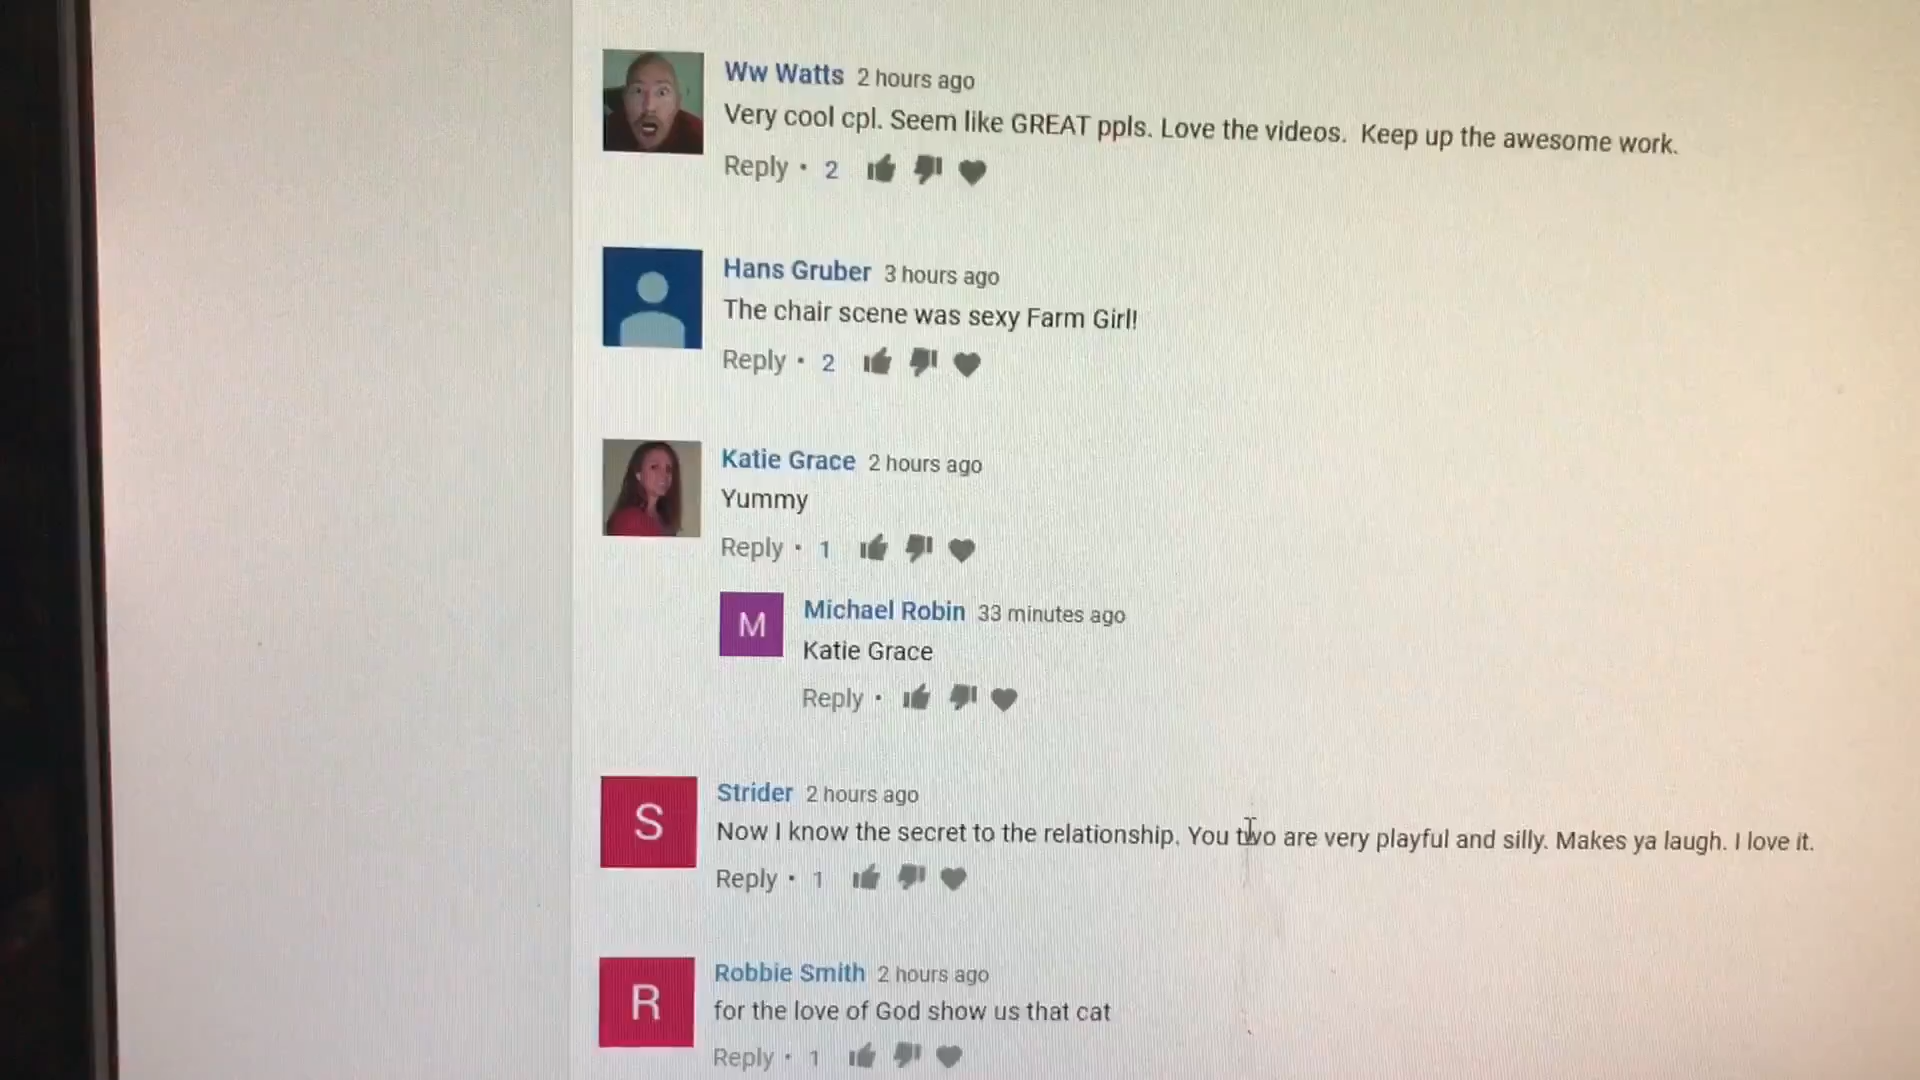 Ww Watts 2 hours ago
Very cool cpl. Seem like GREAT ppls. Love the videos. Keep up the awesome work.
Reply • 2
Hans Gruber 3 hours ago
The chair scene was sexy Farm Girl!
Reply • 2
Katie Grace 2 hours ago
Yummy
Reply • 1
M
Michael Robin 33 minutes ago
Katie Grace
Reply •
S
Strider 2 hours ago
Now I know the secret to the relationship. You two are very playful and silly. Makes ya laugh. I love it.
Reply • 1
R
Robbie Smith 2 hours ago
for the love of God show us that cat
Reply • 1